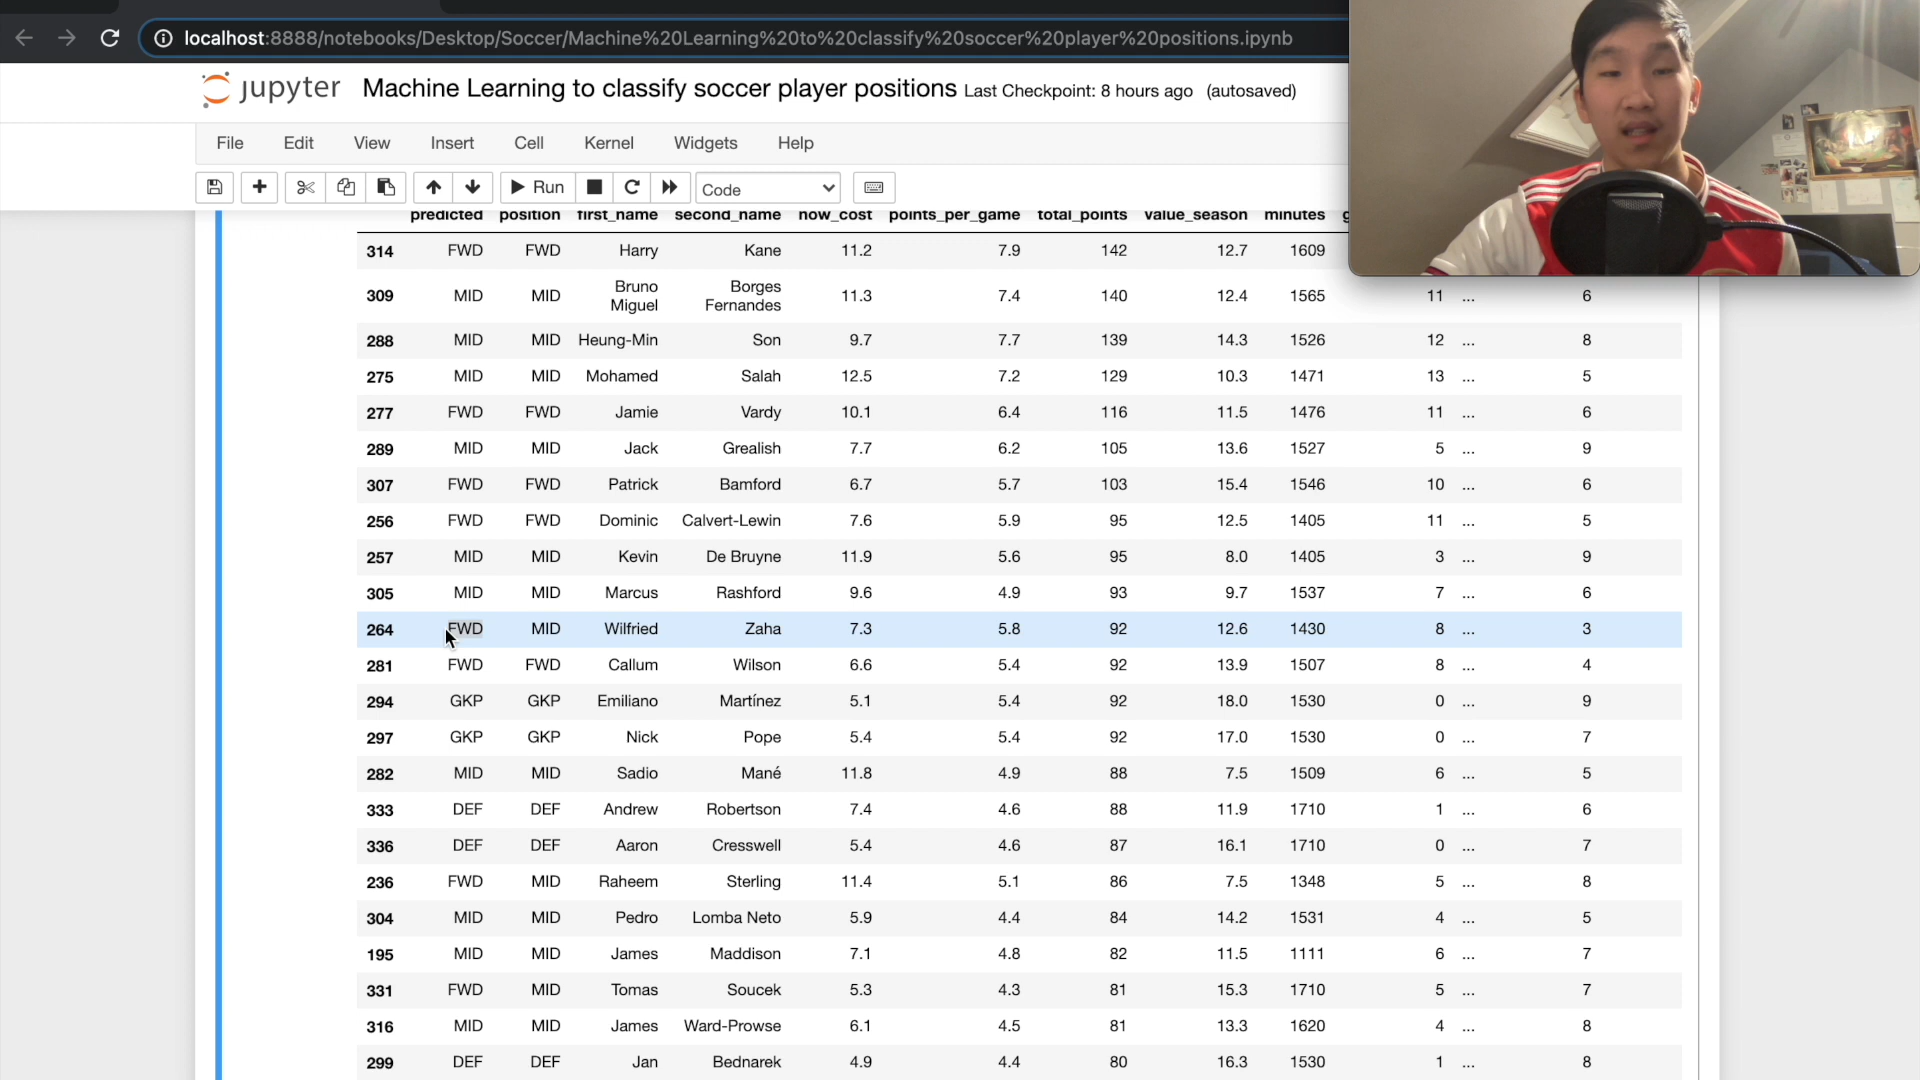 localhost:8888/notebooks/Desktop/Soccer/Machine%20Learning%20to%20classify%20soccer%20player%20positions.ipynb
jupyter Machine Learning to classify soccer player positions Last Checkpoint: 8 hours ago (autosaved)
File Edit View Insert Cell Kernel Widgets Help
Run Code
predicted position first_name second_name now_cost points_per_game total_points value_season minutes g
314 FWD FWD Harry Kane 11.2 7.9 142 12.7 1609
309 MID MID Bruno Miguel Borges Fernandes 11.3 7.4 140 12.4 1565 11 ... 6
288 MID MID Heung-Min Son 9.7 7.7 139 14.3 1526 12 ... 8
275 MID MID Mohamed Salah 12.5 7.2 129 10.3 1471 13 ... 5
277 FWD FWD Jamie Vardy 10.1 6.4 116 11.5 1476 11 ... 6
289 MID MID Jack Grealish 7.7 6.2 105 13.6 1527 5 ... 9
307 FWD FWD Patrick Bamford 6.7 5.7 103 15.4 1546 10 ... 6
256 FWD FWD Dominic Calvert-Lewin 7.6 5.9 95 12.5 1405 11 ... 5
257 MID MID Kevin De Bruyne 11.9 5.6 95 8.0 1405 3 ... 9
305 MID MID Marcus Rashford 9.6 4.9 93 9.7 1537 7 ... 6
264 FWD MID Wilfried Zaha 7.3 5.8 92 12.6 1430 8 ... 3
281 FWD FWD Callum Wilson 6.6 5.4 92 13.9 1507 8 ... 4
294 GKP GKP Emiliano Martínez 5.1 5.4 92 18.0 1530 0 ... 9
297 GKP GKP Nick Pope 5.4 5.4 92 17.0 1530 0 ... 7
282 MID MID Sadio Mané 11.8 4.9 88 7.5 1509 6 ... 5
333 DEF DEF Andrew Robertson 7.4 4.6 88 11.9 1710 1 ... 6
336 DEF DEF Aaron Cresswell 5.4 4.6 87 16.1 1710 0 ... 7
236 FWD MID Raheem Sterling 11.4 5.1 86 7.5 1348 5 ... 8
304 MID MID Pedro Lomba Neto 5.9 4.4 84 14.2 1531 4 ... 5
195 MID MID James Maddison 7.1 4.8 82 11.5 1111 6 ... 7
331 FWD MID Tomas Soucek 5.3 4.3 81 15.3 1710 5 ... 7
316 MID MID James Ward-Prowse 6.1 4.5 81 13.3 1620 4 ... 8
299 DEF DEF Jan Bednarek 4.9 4.4 80 16.3 1530 1 ... 8